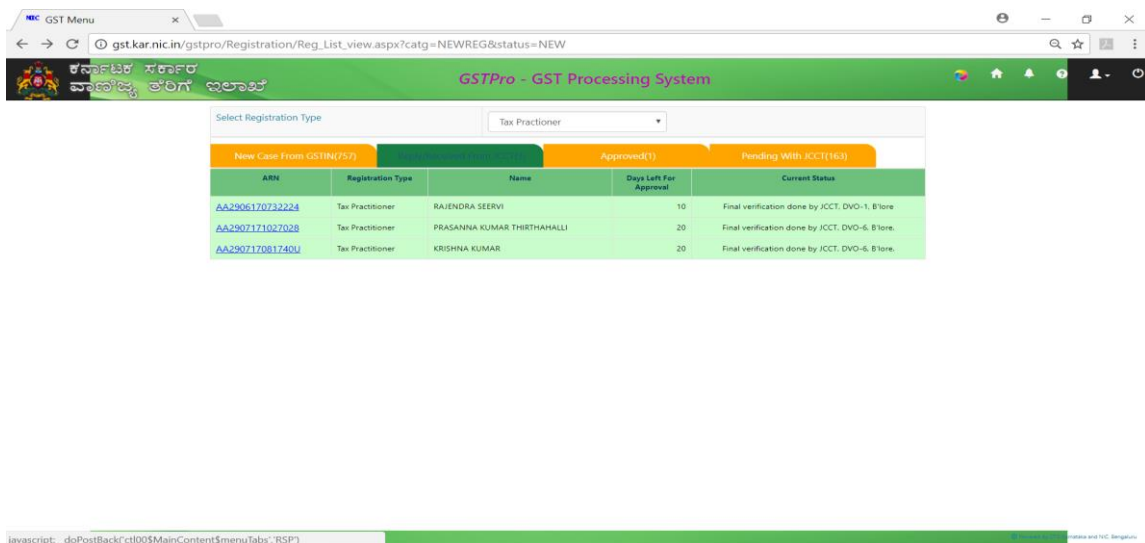 NIC GST Menu
gst.kar.nic.in/gstpro/Registration/Reg_List_view.aspx?catg=NEWREG&status=NEW
ಕರ್ನಾಟಕ ಸರ್ಕಾರ
ವಾಣಿಜ್ಯ ತೆರಿಗೆ ಇಲಾಖೆ
GSTPro - GST Processing System
Select Registration Type Tax Practioner
New Case From GSTIN(757) Approved(1) Pending With JCCT(163)
ARN Registration Type Name Days Left For Approval Current Status
AA2906170732224 Tax Practitioner RAJENDRA SEERVI 10 Final verification done by JCCT. DVO-1, B'lore
AA2907171027028 Tax Practitioner PRASANNA KUMAR THIRTHAHALLI 20 Final verification done by JCCT. DVO-6, B'lore.
AA290717081740U Tax Practitioner KRISHNA KUMAR 20 Final verification done by JCCT. DVO-6, B'lore.
javascript:__doPostBack('ctl00$MainContent$menuTabs','RSP')